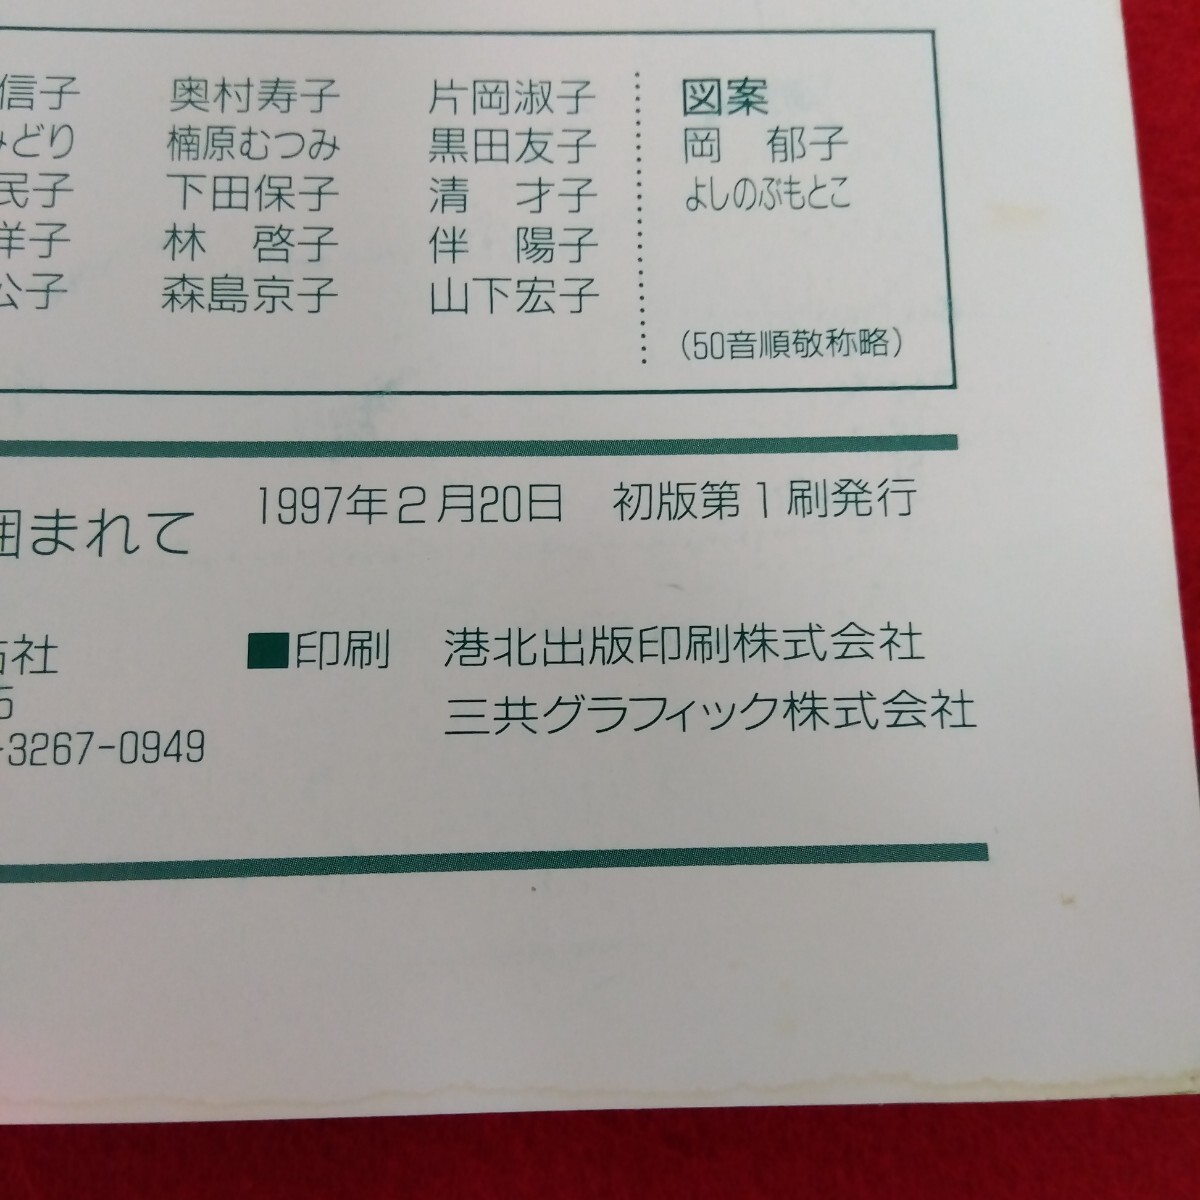 信子 奥村寿子 片岡淑子 図案
みどり 楠原むつみ 黒田友子 岡 郁子
民子 下田保子 清 才子 よしのぶもとこ
洋子 林 啓子 伴 陽子
公子 森島京子 山下宏子
(50音順敬称略)
囲まれて 1997年2月20日 初版第1刷発行
社 ■印刷 港北出版印刷株式会社
5 三共グラフィック株式会社
-3267-0949